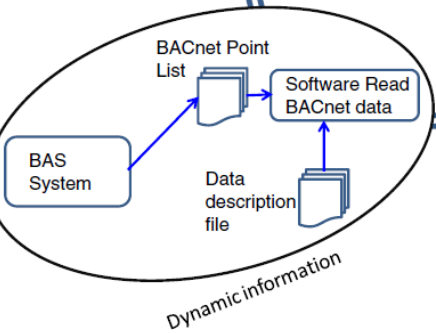 BACnet Point
List
Software Read
BACnet data
BAS
System
Data
description
file
Dynamic information